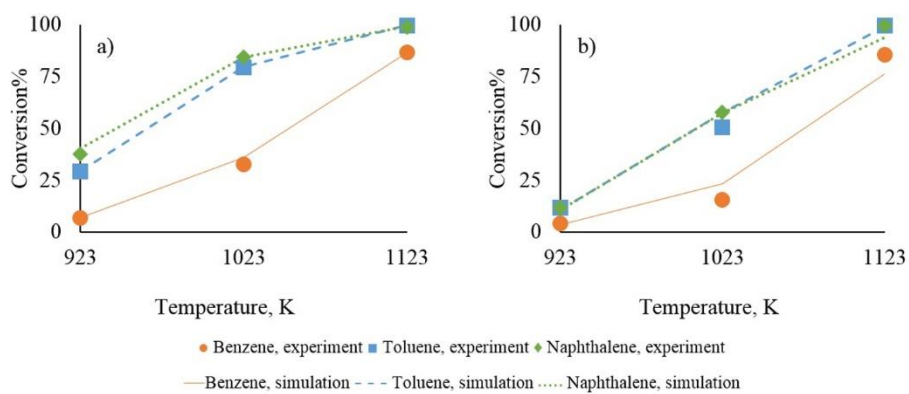 100
a)
75
Conversion%
50
25
0
923
1023
1123
Temperature, K
100
b)
75
Conversion%
50
25
0
923
1023
1123
Temperature, K
Benzene, experiment Toluene, experiment Naphthalene, experiment
Benzene, simulation Toluene, simulation Naphthalene, simulation